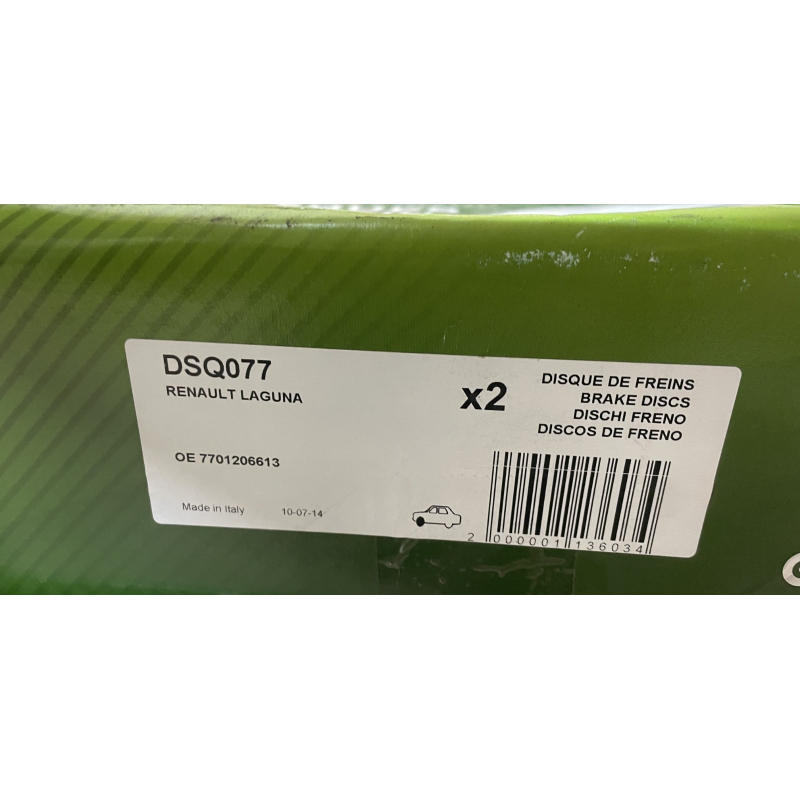 DSQ077
RENAULT LAGUNA
x2
DISQUE DE FREINS
BRAKE DISCS
DISCHI FRENO
DISCOS DE FRENO
OE 7701206613
Made in Italy 10-07-14
2 000001 136034